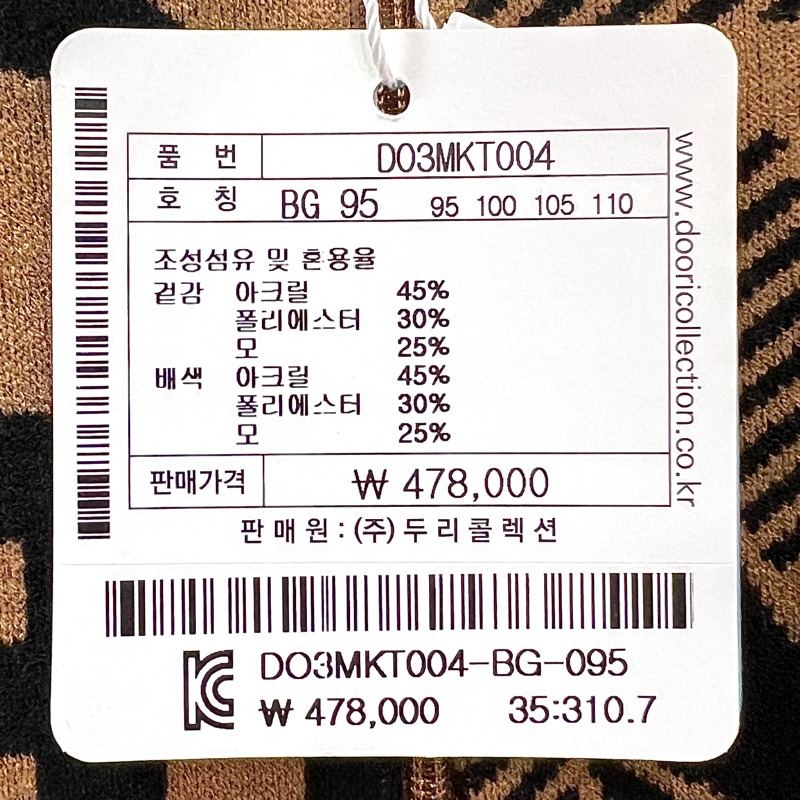 품 번 DO3MKT004
호 칭 BG 95 95 100 105 110
조성섬유 및 혼용율
겉감 아크릴 45%
폴리에스터 30%
모 25%
배색 아크릴 45%
폴리에스터 30%
모 25%
판매가격 ₩ 478,000
판 매 원 : (주) 두 리 콜 렉 션
www.dooricollection.co.kr
DO3MKT004-BG-095
₩ 478,000 35:310.7